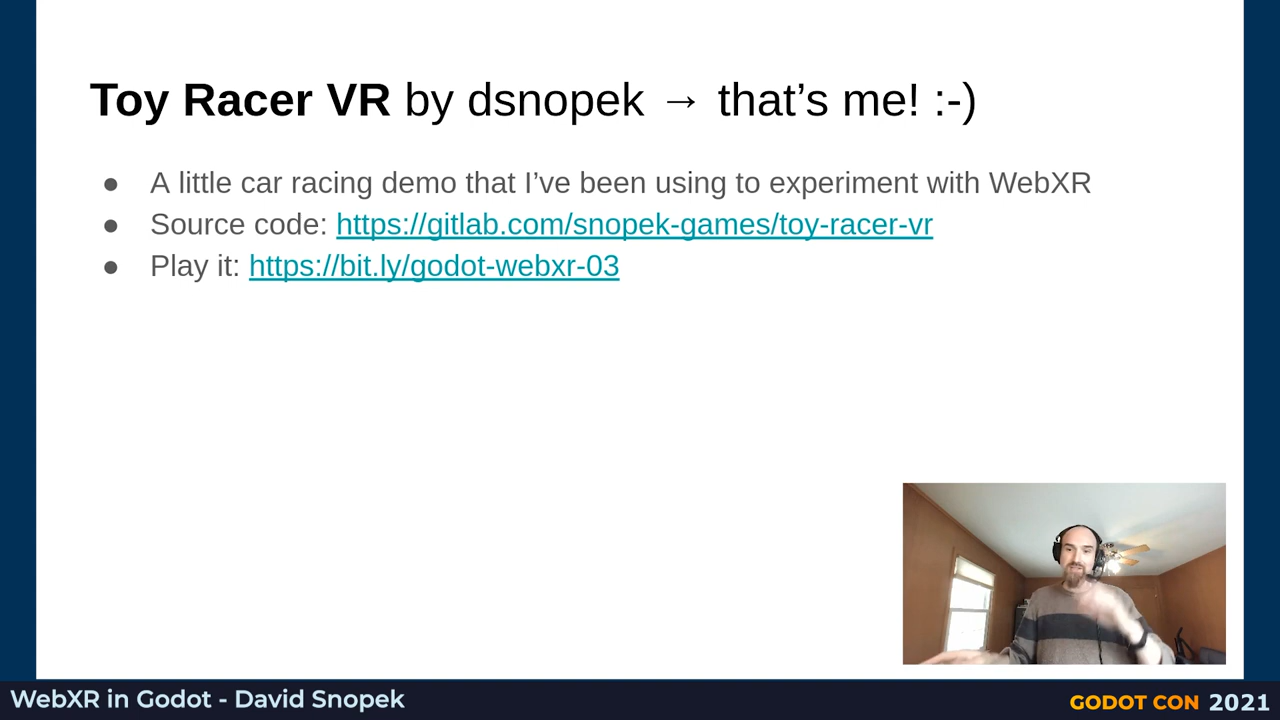 Toy Racer VR by dsnopek → that’s me! :-)
● A little car racing demo that I’ve been using to experiment with WebXR
● Source code: https://gitlab.com/snopek-games/toy-racer-vr
● Play it: https://bit.ly/godot-webxr-03
WebXR in Godot - David Snopek
GODOT CON 2021